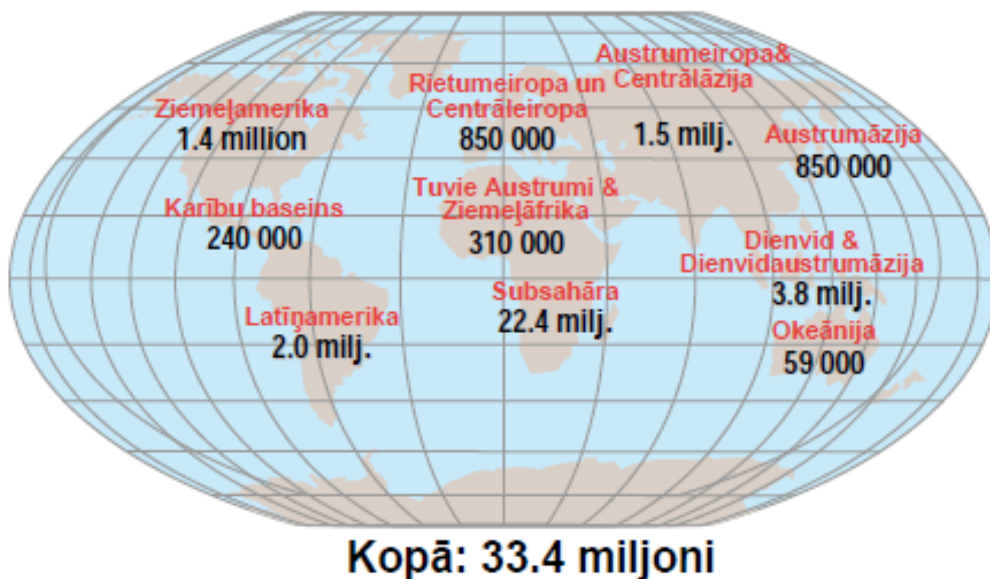 Austrumeiropa&
Centrālāzija
1.5 milj.
Rietumeiropa un
Centrāleiropa
850 000
Ziemeļamerika
1.4 million
Austrumāzija
850 000
Tuvie Austrumi &
Ziemeļāfrika
310 000
Karību baseins
240 000
Dienvid &
Dienvidaustrumāzija
3.8 milj.
Subsahāra
22.4 milj.
Latīņamerika
2.0 milj.
Okeānija
59 000
Kopā: 33.4 miljoni